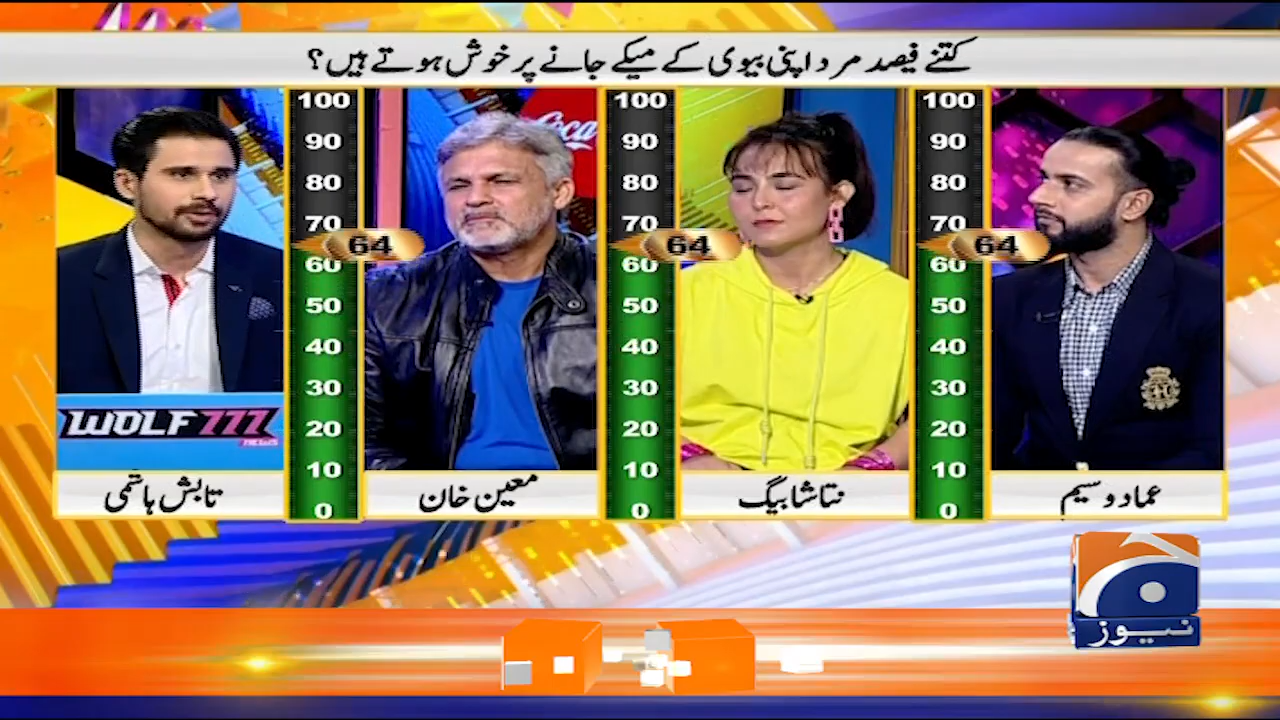 کتنے فیصد مرد اپنی بیوی کے میکے جانے پر خوش ہوتے ہیں؟
100 100 100
90 90 90
80 80 80
70 70 70
64 64 64
60 60 60
50 50 50
40 40 40
30 30 30
20 20 20
10 10 10
0 0 0
Coca
WOLF777
NEWS
تابش ہاشمی
معین خان
نتاشا بیگ
عماد وسیم
نیوز